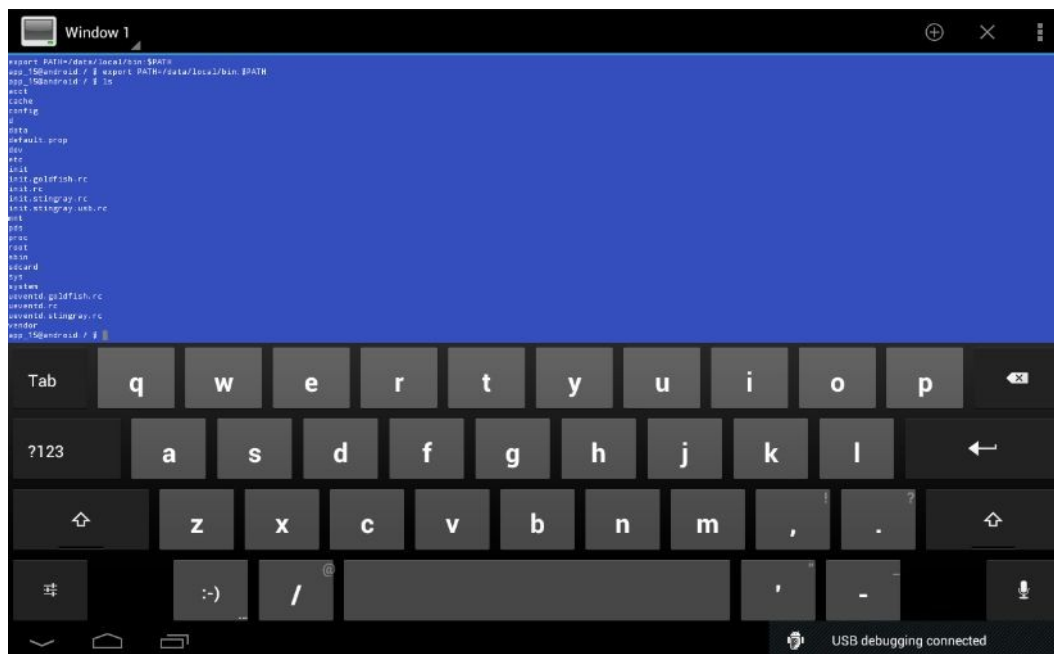 Window 1
export PATH=/data/local/bin:$PATH
app_15@android:/ $ export PATH=/data/local/bin:$PATH
app_15@android:/ $ ls
acct
cache
config
d
data
default.prop
dev
etc
init
init.goldfish.rc
init.rc
init.stingray.rc
init.stingray.usb.rc
mnt
pds
proc
root
sbin
sdcard
sys
system
ueventd.goldfish.rc
ueventd.rc
ueventd.stingray.rc
vendor
app_15@android:/ $
Tab q w e r t y u i o p
?123 a s d f g h j k l
z x c v b n m , ! . ?
:-) ... / @ ' " - _
USB debugging connected